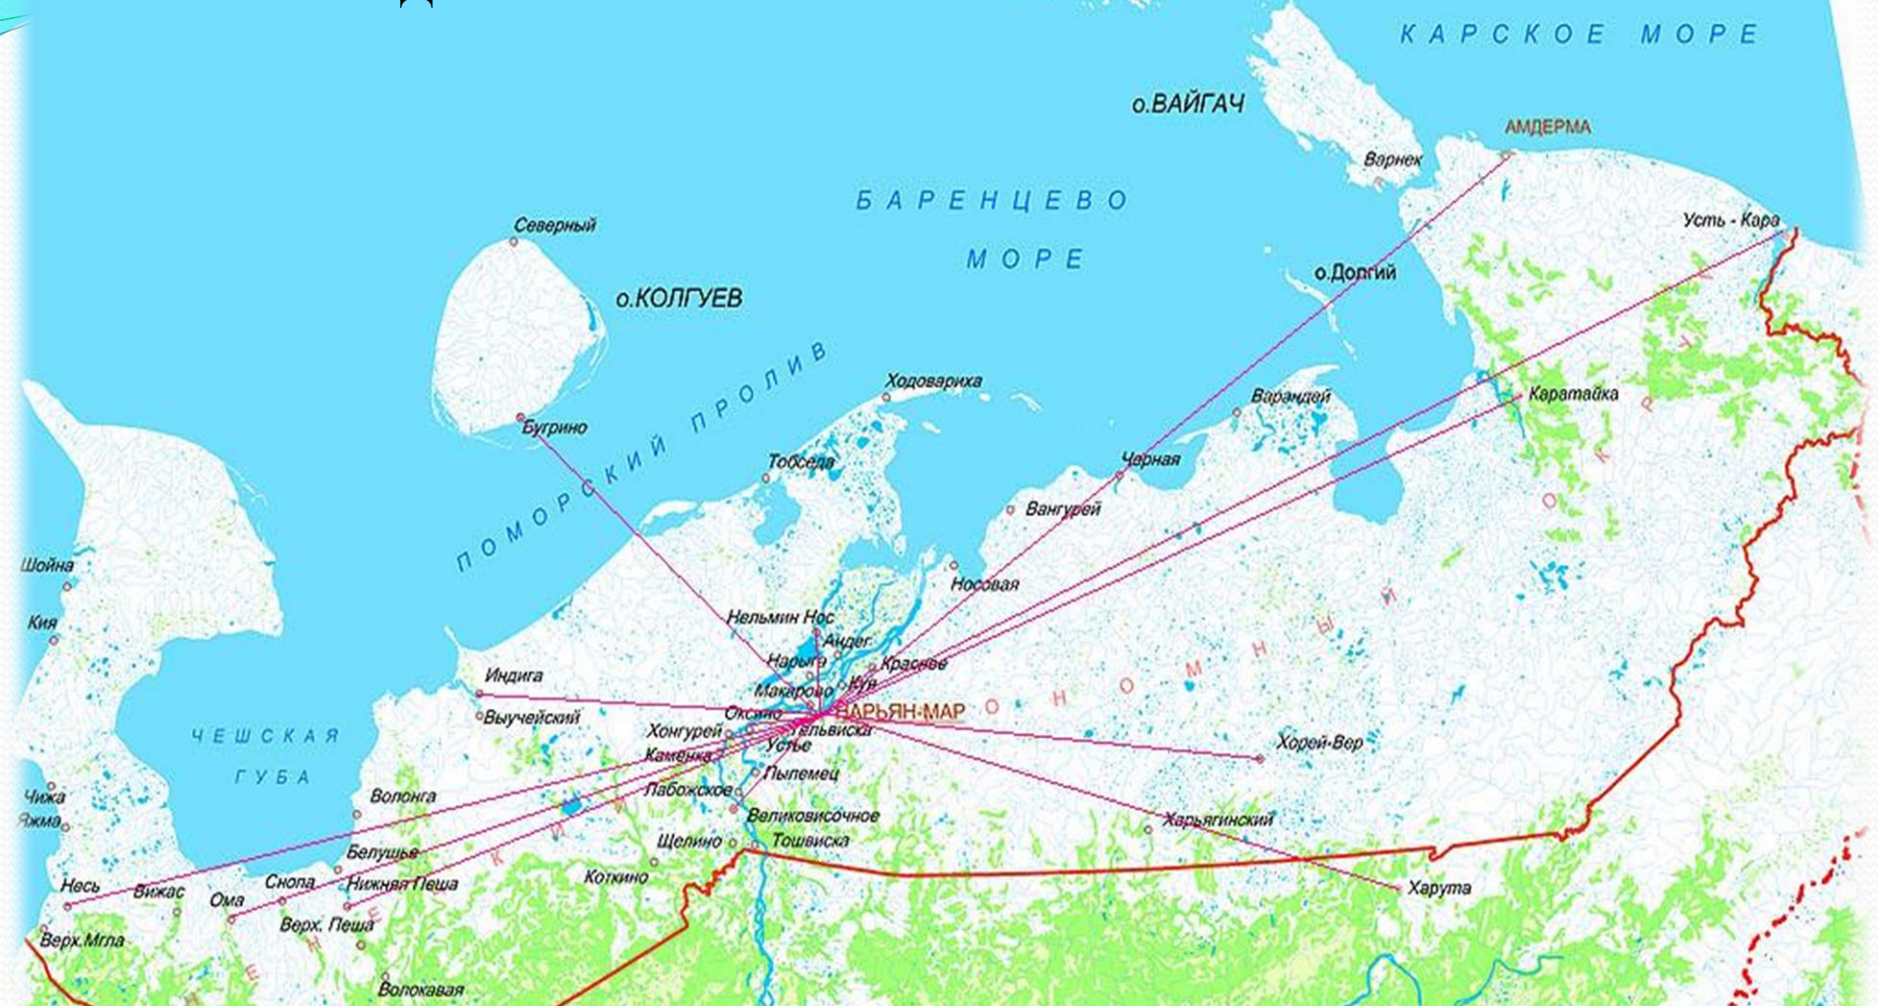 КАРСКОЕ МОРЕ
о.ВАЙГАЧ
АМДЕРМА
Варнек
БАРЕНЦЕВО
МОРЕ
Усть - Кара
Северный
о.КОЛГУЕВ
о.Долгий
ПОМОРСКИЙ ПРОЛИВ
Ходовариха
Варандей
Каратайка
Бугрино
Тобседа
Черная
Вангурей
Шойна
Носовая
Кия
Нельмин Нос
Андег
Нарыга
Красное
Индига
Макарово
Куя
Выучейский
Оксино
НАРЬЯН-МАР
ЧЕШСКАЯ
ГУБА
Хонгурей
Тельвиска
Устье
Каменка
Хорей-Вер
Пылемец
Лабожское
Чижа
Яжма
Волонга
Великовисочное
Харьягинский
Щелино
Тошвиска
Белушье
Коткино
Несь
Вижас
Ома
Снопа
Нижняя Пеша
Харута
Верх. Пеша
Верх.Мгла
Волокавая